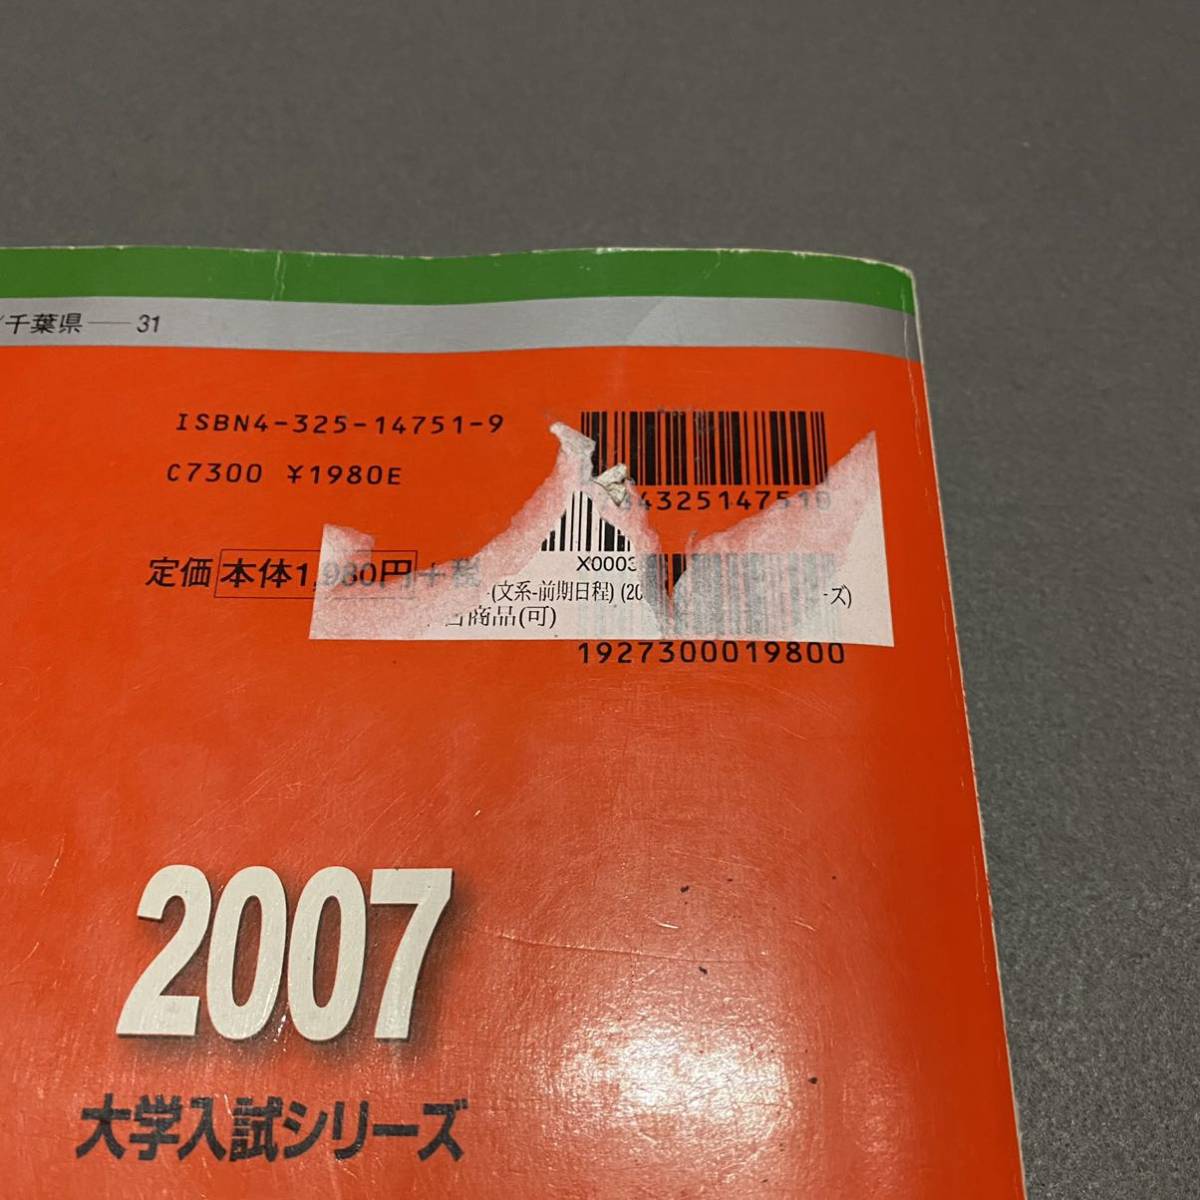 千葉県 — 31
ISBN4-325-14751-9
C7300 ¥1980E
4325147510
X0003
定価 本体1,980円+税
(文系-前期日程) (20
ズ)
商品(可)
1927300019800
2007
大学入試シリーズ